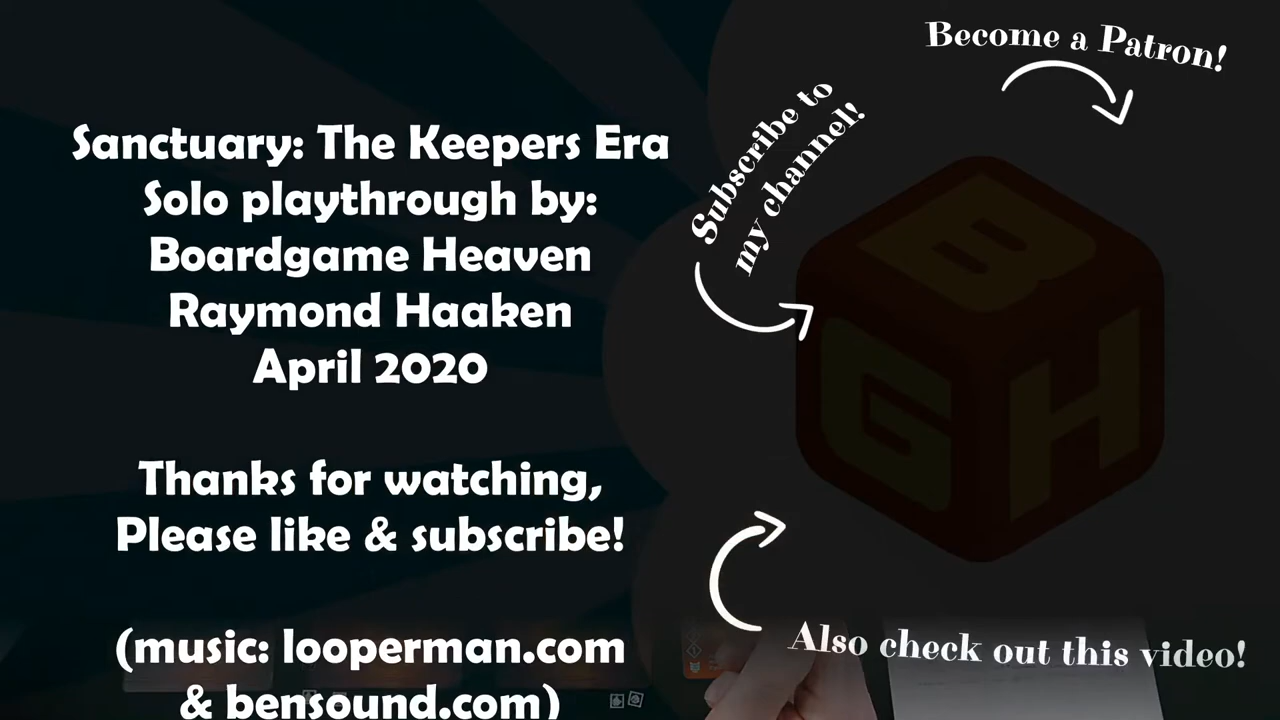 Sanctuary: The Keepers Era
Solo playthrough by:
Boardgame Heaven
Raymond Haaken
April 2020
Thanks for watching,
Please like & subscribe!
(music: looperman.com
& bensound.com)
Become a Patron!
Subscribe to
my channel!
B
G H
Also check out this video!